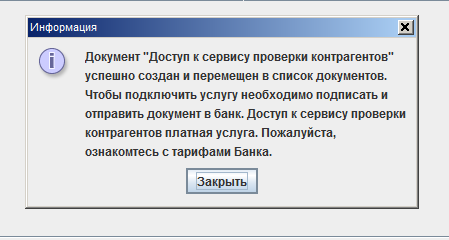 Информация
Документ "Доступ к сервису проверки контрагентов"
успешно создан и перемещен в список документов.
Чтобы подключить услугу необходимо подписать и
отправить документ в банк. Доступ к сервису проверки
контрагентов платная услуга. Пожалуйста,
ознакомтесь с тарифами Банка.
Закрыть